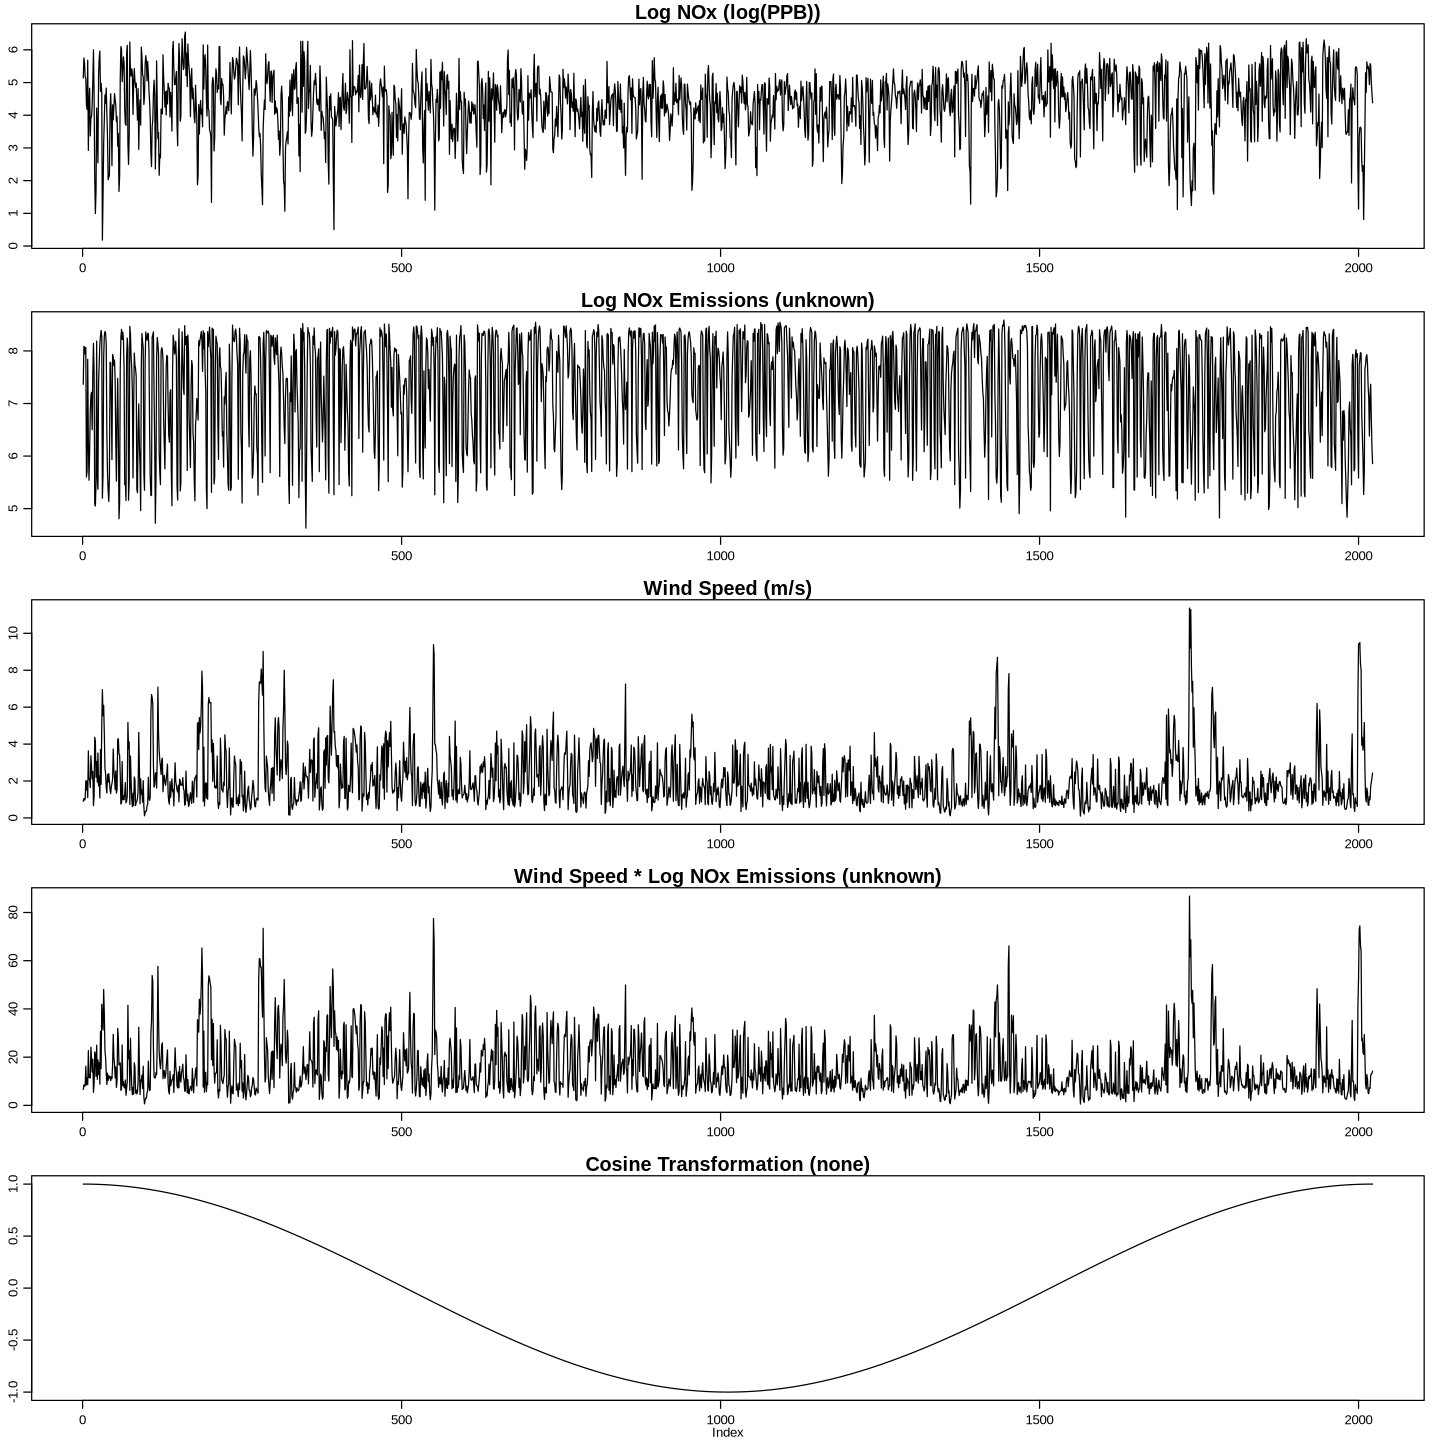 Log NOx (log(PPB))
6
5
4
3
2
1
0
0 500 1000 1500 2000
Log NOx Emissions (unknown)
8
7
6
5
0 500 1000 1500 2000
Wind Speed (m/s)
10
8
6
4
2
0
0 500 1000 1500 2000
Wind Speed * Log NOx Emissions (unknown)
80
60
40
20
0
0 500 1000 1500 2000
Cosine Transformation (none)
1.0
0.5
0.0
-0.5
-1.0
0 500 1000 1500 2000
Index